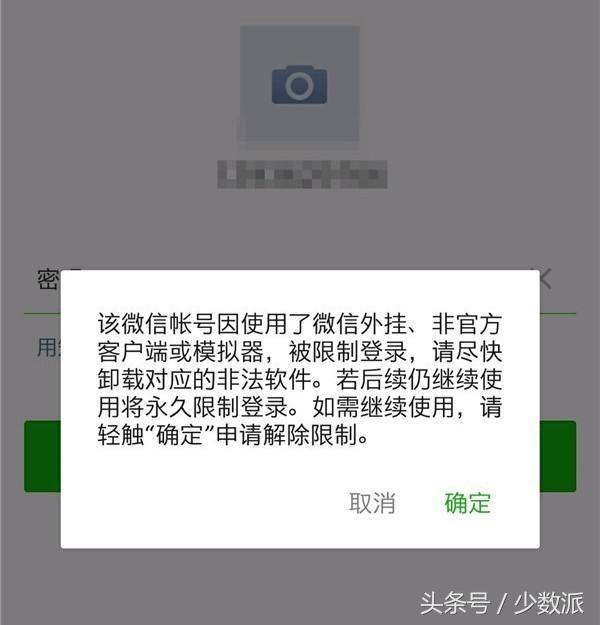 密
用
该微信帐号因使用了微信外挂、非官方
客户端或模拟器，被限制登录，请尽快
卸载对应的非法软件。若后续仍继续使
用将永久限制登录。如需继续使用，请
轻触“确定”申请解除限制。
取消 确定
头条号 / 少数派